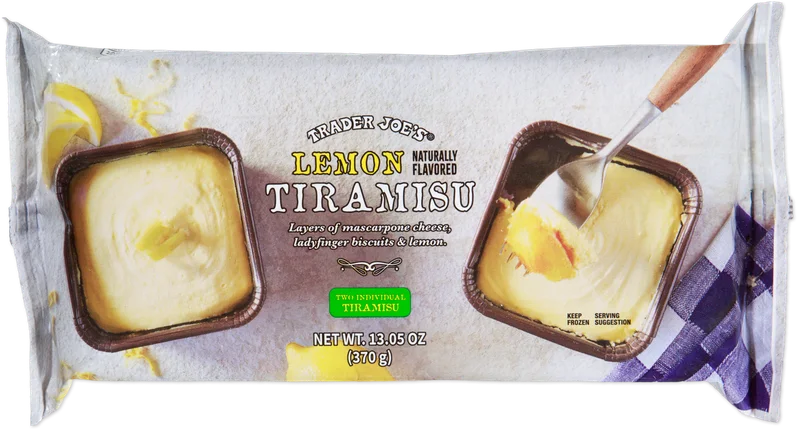 TRADER JOE'S®
LEMON NATURALLY FLAVORED
TIRAMISU
Layers of mascarpone cheese,
ladyfinger biscuits & lemon.
TWO INDIVIDUAL
TIRAMISU
NET WT. 13.05 OZ
(370 g)
KEEP FROZEN
SERVING SUGGESTION